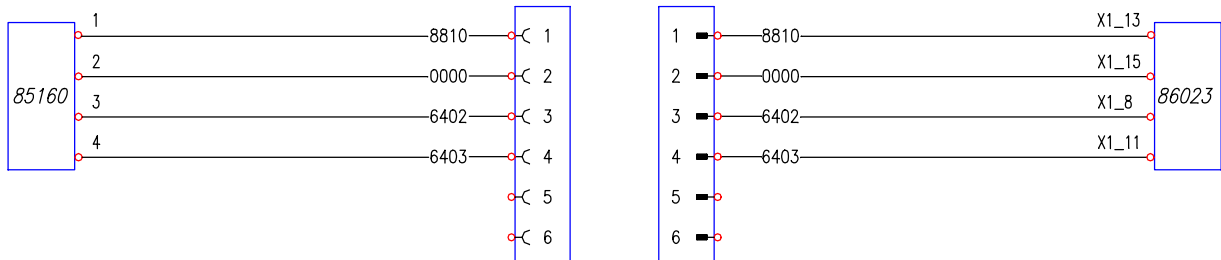 1 8810 1 1 8810 X1_13
2 0000 2 2 0000 X1_15
85160 86023
3 6402 3 3 6402 X1_8
4 6403 4 4 6403 X1_11
5 5
6 6